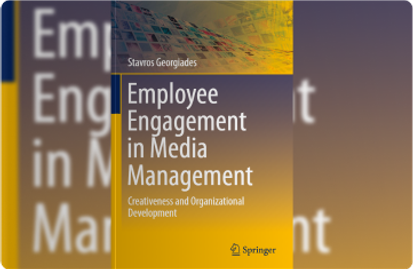 Stavros Georgiades
Employee
Engagement
in Media
Management
Creativeness and Organizational
Development
Springer